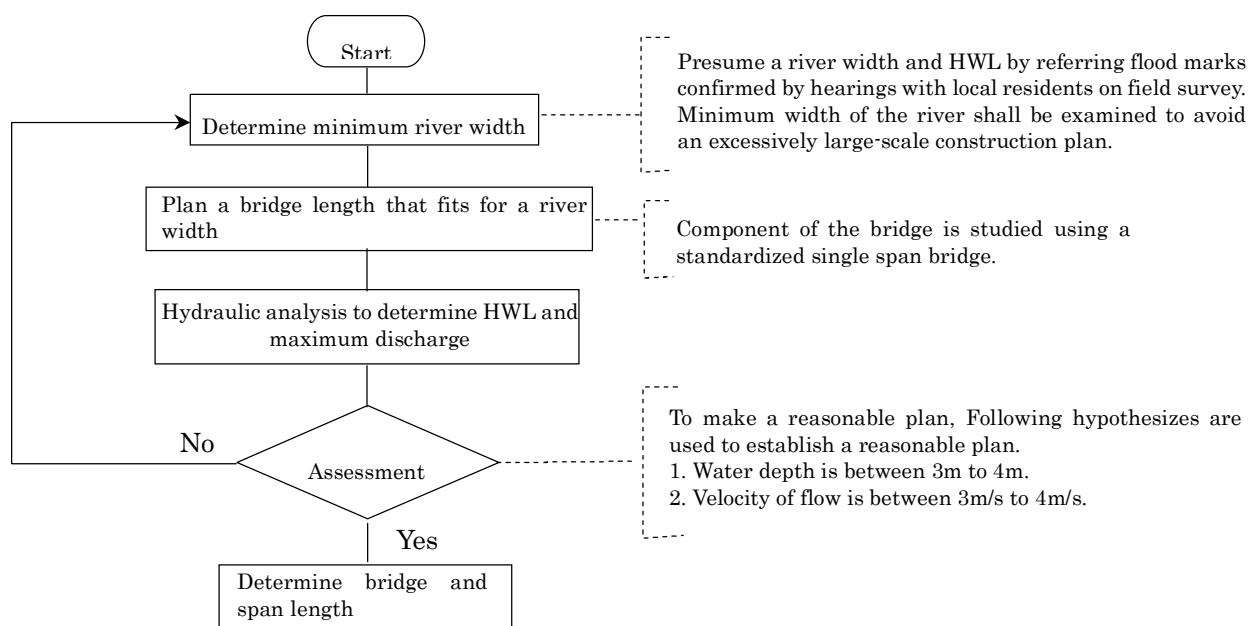 Start
Presume a river width and HWL by referring flood marks
confirmed by hearings with local residents on field survey.
Minimum width of the river shall be examined to avoid
an excessively large-scale construction plan.
Determine minimum river width
Plan a bridge length that fits for a river
width
Component of the bridge is studied using a
standardized single span bridge.
Hydraulic analysis to determine HWL and
maximum discharge
To make a reasonable plan, Following hypothesizes are
used to establish a reasonable plan.
1. Water depth is between 3m to 4m.
2. Velocity of flow is between 3m/s to 4m/s.
No
Assessment
Yes
Determine bridge and
span length